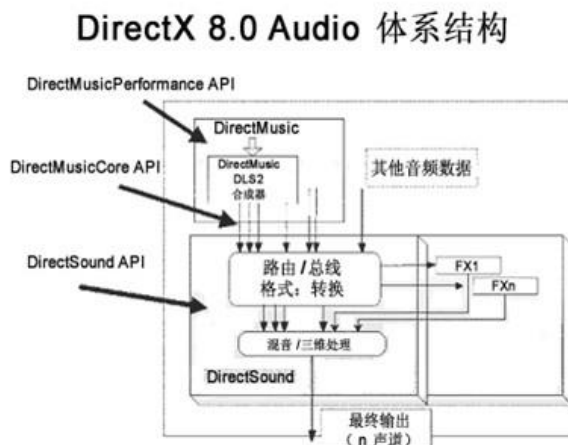 DirectX 8.0 Audio 体系结构
DirectMusicPerformance API
DirectMusic
DirectMusicCore API
DirectMusic
DLS2
合成器
其他音频数据
DirectSound API
路由 / 总线
格式：转换
FX1
FXn
混音 / 三维处理
DirectSound
最终输出
（ n 声道）